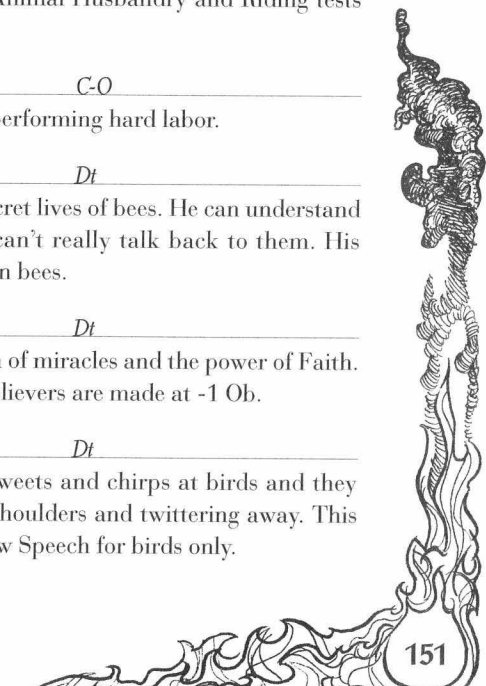 Animal Husbandry and Riding tests
C-O
erforming hard labor.
Dt
cret lives of bees. He can understand
can't really talk back to them. His
n bees.
Dt
n of miracles and the power of Faith.
lievers are made at -1 Ob.
Dt
weets and chirps at birds and they
houlders and twittering away. This
w Speech for birds only.
151